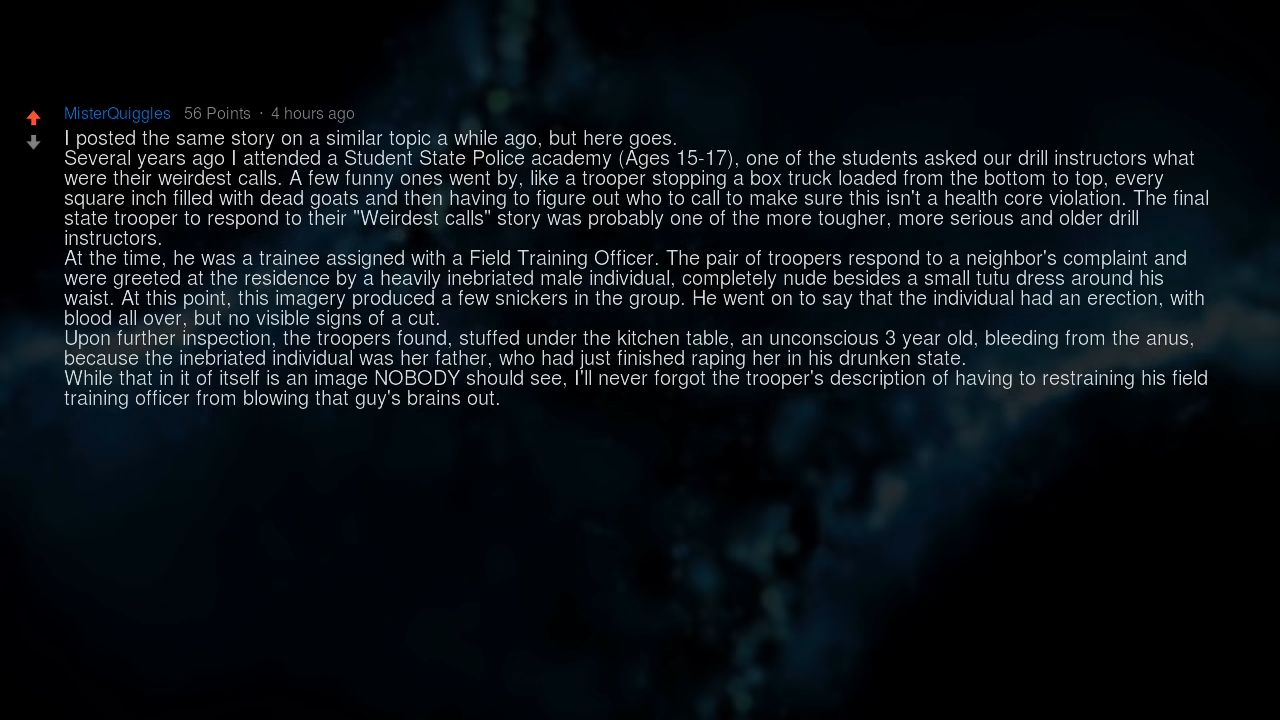 MisterQuiggles 56 Points · 4 hours ago
I posted the same story on a similar topic a while ago, but here goes.
Several years ago I attended a Student State Police academy (Ages 15-17), one of the students asked our drill instructors what
were their weirdest calls. A few funny ones went by, like a trooper stopping a box truck loaded from the bottom to top, every
square inch filled with dead goats and then having to figure out who to call to make sure this isn't a health core violation. The final
state trooper to respond to their "Weirdest calls" story was probably one of the more tougher, more serious and older drill
instructors.
At the time, he was a trainee assigned with a Field Training Officer. The pair of troopers respond to a neighbor's complaint and
were greeted at the residence by a heavily inebriated male individual, completely nude besides a small tutu dress around his
waist. At this point, this imagery produced a few snickers in the group. He went on to say that the individual had an erection, with
blood all over, but no visible signs of a cut.
Upon further inspection, the troopers found, stuffed under the kitchen table, an unconscious 3 year old, bleeding from the anus,
because the inebriated individual was her father, who had just finished raping her in his drunken state.
While that in it of itself is an image NOBODY should see, I'll never forgot the trooper's description of having to restraining his field
training officer from blowing that guy's brains out.